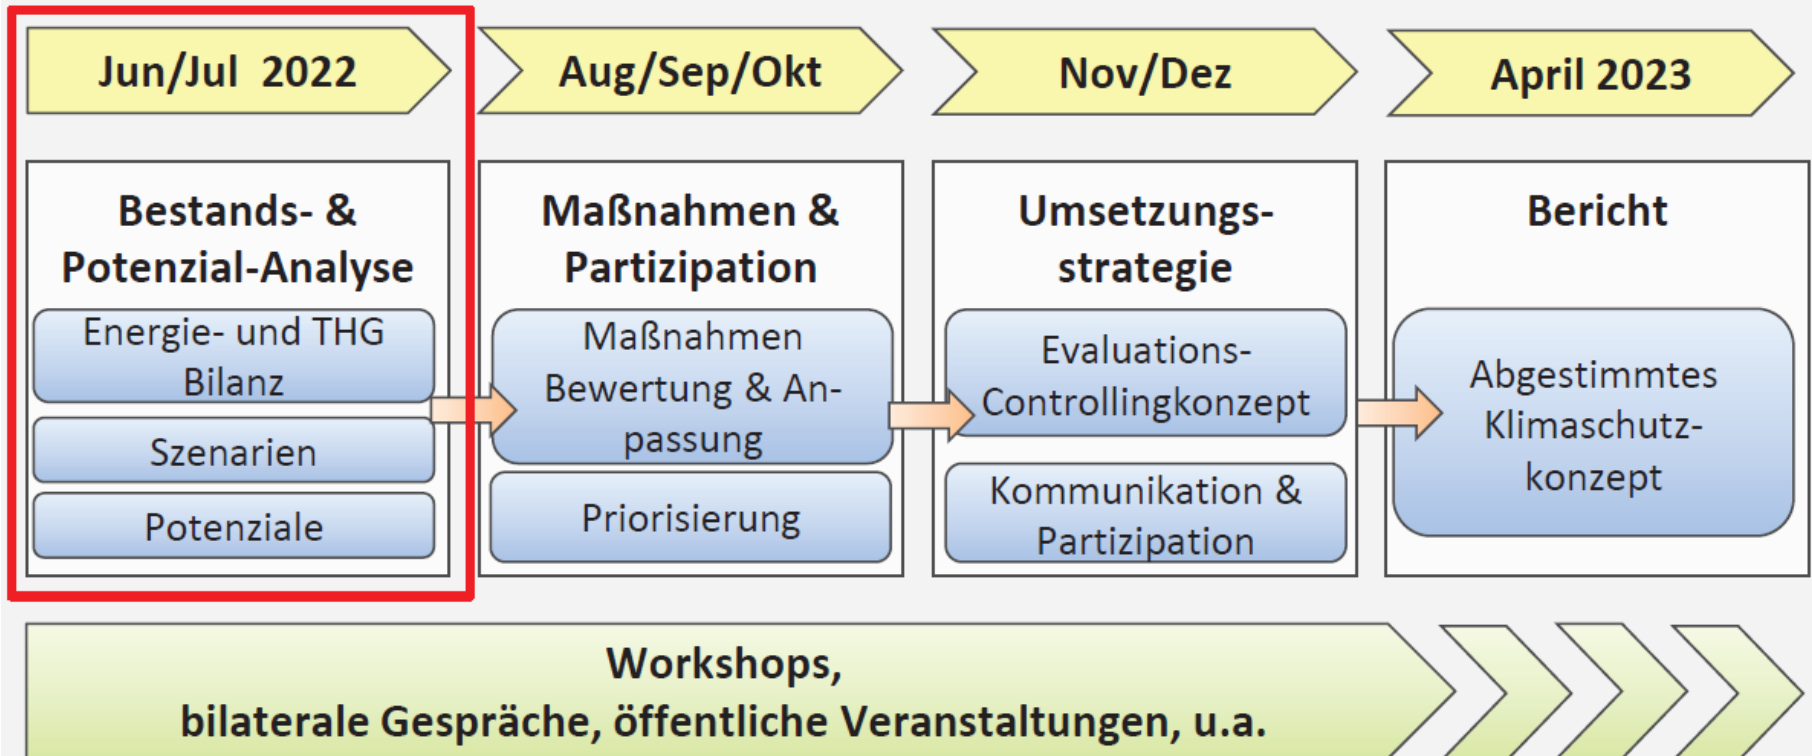 Jun/Jul 2022
Aug/Sep/Okt
Nov/Dez
April 2023
Bestands- &
Potenzial-Analyse
Energie- und THG
Bilanz
Szenarien
Potenziale
Maßnahmen &
Partizipation
Maßnahmen
Bewertung & An-
passung
Priorisierung
Umsetzungs-
strategie
Evaluations-
Controllingkonzept
Kommunikation &
Partizipation
Bericht
Abgestimmtes
Klimaschutz-
konzept
Workshops,
bilaterale Gespräche, öffentliche Veranstaltungen, u.a.